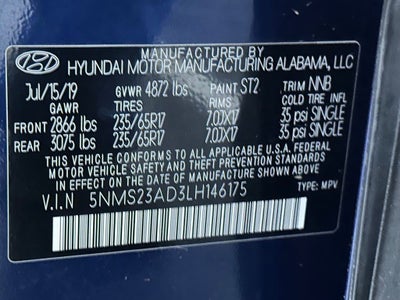 MANUFACTURED BY
HYUNDAI MOTOR MANUFACTURING ALABAMA, LLC
Jul/15/19 GVWR 4872 lbs PAINT ST2 TRIM NNB
GAWR TIRES RIMS COLD TIRE INFL
FRONT 2866 lbs 235/65R17 7.0JX17 35 psi SINGLE
REAR 3075 lbs 235/65R17 7.0JX17 35 psi SINGLE
THIS VEHICLE CONFORMS TO ALL APPLICABLE U.S.A. FEDERAL
MOTOR VEHICLE SAFETY AND THEFT PREVENTION STANDARDS IN
EFFECT ON THE DATE OF MANUFACTURE SHOWN ABOVE.
V.I.N 5NMS23AD3LH146175 TYPE: MPV